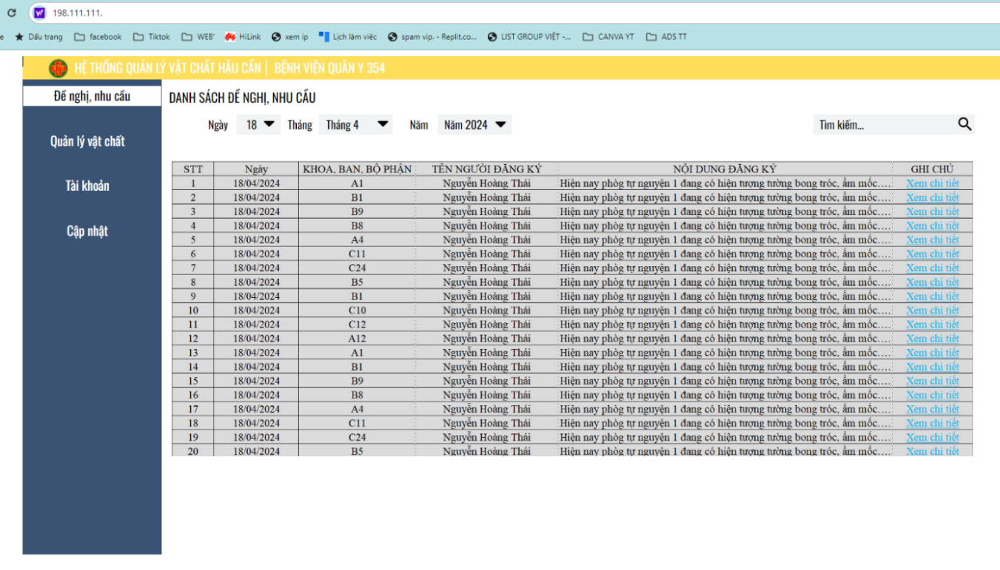 198.111.111.
e Dấu trang facebook Tiktok WEB' HiLink xem ip Lịch làm viêc spam vip. - Replit.co... LIST GROUP VIỆT -... CANVA YT ADS TT
HỆ THỐNG QUẢN LÝ VẬT CHẤT HẬU CẦN | BỆNH VIỆN QUÂN Y 354
Đề nghị, nhu cầu
Quản lý vật chất
Tài khoản
Cập nhật
DANH SÁCH ĐỀ NGHỊ, NHU CẦU
Ngày 18 Tháng Tháng 4 Năm Năm 2024 Tìm kiếm...
STT Ngày KHOA, BAN, BỘ PHẬN TÊN NGƯỜI ĐĂNG KÝ NỘI DUNG ĐĂNG KÝ GHI CHÚ
1 18/04/2024 A1 Nguyễn Hoàng Thái Hiện nay phòg tự nguyện 1 đang có hiện tượng tường bong tróc, ẩm mốc.… Xem chi tiết
2 18/04/2024 B1 Nguyễn Hoàng Thái Hiện nay phòg tự nguyện 1 đang có hiện tượng tường bong tróc, ẩm mốc.… Xem chi tiết
3 18/04/2024 B9 Nguyễn Hoàng Thái Hiện nay phòg tự nguyện 1 đang có hiện tượng tường bong tróc, ẩm mốc.… Xem chi tiết
4 18/04/2024 B8 Nguyễn Hoàng Thái Hiện nay phòg tự nguyện 1 đang có hiện tượng tường bong tróc, ẩm mốc.… Xem chi tiết
5 18/04/2024 A4 Nguyễn Hoàng Thái Hiện nay phòg tự nguyện 1 đang có hiện tượng tường bong tróc, ẩm mốc.… Xem chi tiết
6 18/04/2024 C11 Nguyễn Hoàng Thái Hiện nay phòg tự nguyện 1 đang có hiện tượng tường bong tróc, ẩm mốc.… Xem chi tiết
7 18/04/2024 C24 Nguyễn Hoàng Thái Hiện nay phòg tự nguyện 1 đang có hiện tượng tường bong tróc, ẩm mốc.… Xem chi tiết
8 18/04/2024 B5 Nguyễn Hoàng Thái Hiện nay phòg tự nguyện 1 đang có hiện tượng tường bong tróc, ẩm mốc.… Xem chi tiết
9 18/04/2024 B1 Nguyễn Hoàng Thái Hiện nay phòg tự nguyện 1 đang có hiện tượng tường bong tróc, ẩm mốc.… Xem chi tiết
10 18/04/2024 C10 Nguyễn Hoàng Thái Hiện nay phòg tự nguyện 1 đang có hiện tượng tường bong tróc, ẩm mốc.… Xem chi tiết
11 18/04/2024 C12 Nguyễn Hoàng Thái Hiện nay phòg tự nguyện 1 đang có hiện tượng tường bong tróc, ẩm mốc.… Xem chi tiết
12 18/04/2024 A12 Nguyễn Hoàng Thái Hiện nay phòg tự nguyện 1 đang có hiện tượng tường bong tróc, ẩm mốc.… Xem chi tiết
13 18/04/2024 A1 Nguyễn Hoàng Thái Hiện nay phòg tự nguyện 1 đang có hiện tượng tường bong tróc, ẩm mốc.… Xem chi tiết
14 18/04/2024 B1 Nguyễn Hoàng Thái Hiện nay phòg tự nguyện 1 đang có hiện tượng tường bong tróc, ẩm mốc.… Xem chi tiết
15 18/04/2024 B9 Nguyễn Hoàng Thái Hiện nay phòg tự nguyện 1 đang có hiện tượng tường bong tróc, ẩm mốc.… Xem chi tiết
16 18/04/2024 B8 Nguyễn Hoàng Thái Hiện nay phòg tự nguyện 1 đang có hiện tượng tường bong tróc, ẩm mốc.… Xem chi tiết
17 18/04/2024 A4 Nguyễn Hoàng Thái Hiện nay phòg tự nguyện 1 đang có hiện tượng tường bong tróc, ẩm mốc.… Xem chi tiết
18 18/04/2024 C11 Nguyễn Hoàng Thái Hiện nay phòg tự nguyện 1 đang có hiện tượng tường bong tróc, ẩm mốc.… Xem chi tiết
19 18/04/2024 C24 Nguyễn Hoàng Thái Hiện nay phòg tự nguyện 1 đang có hiện tượng tường bong tróc, ẩm mốc.… Xem chi tiết
20 18/04/2024 B5 Nguyễn Hoàng Thái Hiện nay phòg tự nguyện 1 đang có hiện tượng tường bong tróc, ẩm mốc.… Xem chi tiết